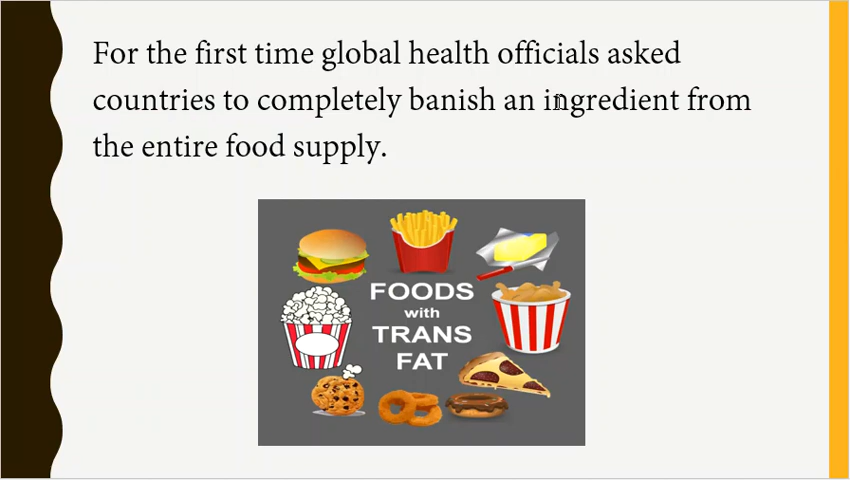 For the first time global health officials asked
countries to completely banish an ingredient from
the entire food supply.
FOODS
with
TRANS
FAT